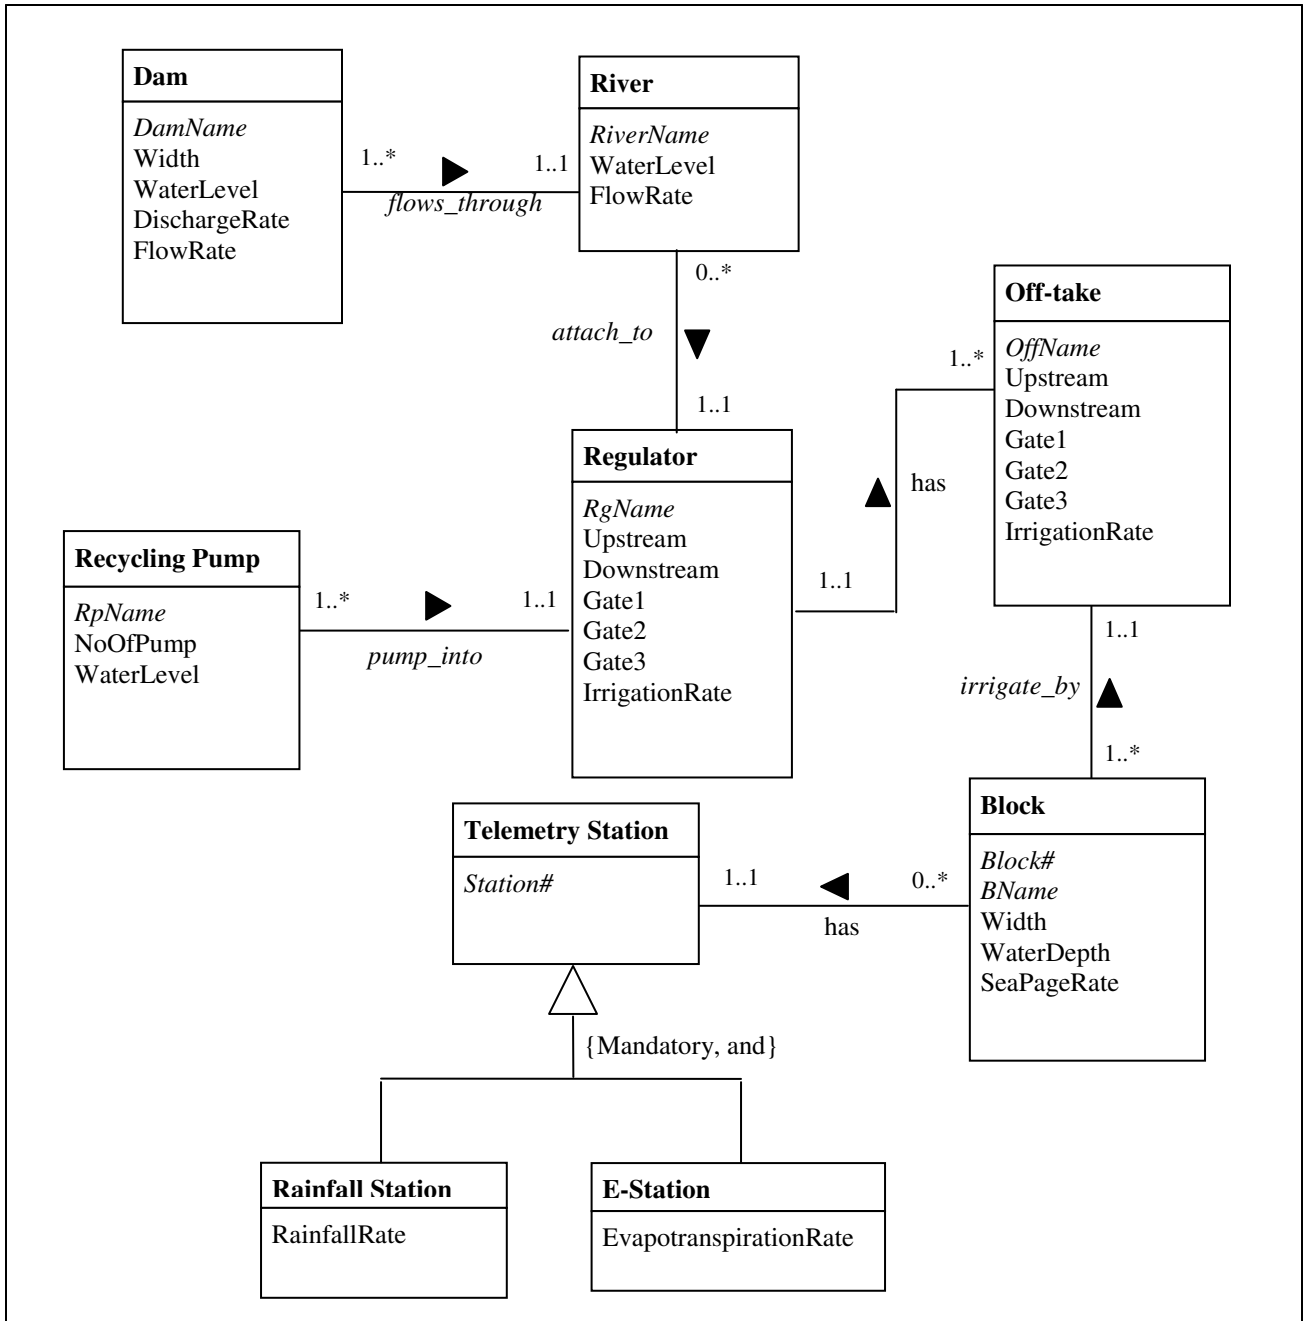 Dam
DamName
Width
WaterLevel
DischargeRate
FlowRate
1..*
1..1
flows_through
River
RiverName
WaterLevel
FlowRate
0..*
attach_to
1..1
Off-take
OffName
Upstream
Downstream
Gate1
Gate2
Gate3
IrrigationRate
1..*
has
1..1
Regulator
RgName
Upstream
Downstream
Gate1
Gate2
Gate3
IrrigationRate
Recycling Pump
RpName
NoOfPump
WaterLevel
1..*
1..1
pump_into
1..1
irrigate_by
1..*
Block
Block#
BName
Width
WaterDepth
SeaPageRate
Telemetry Station
Station#
1..1
0..*
has
{Mandatory, and}
Rainfall Station
RainfallRate
E-Station
EvapotranspirationRate